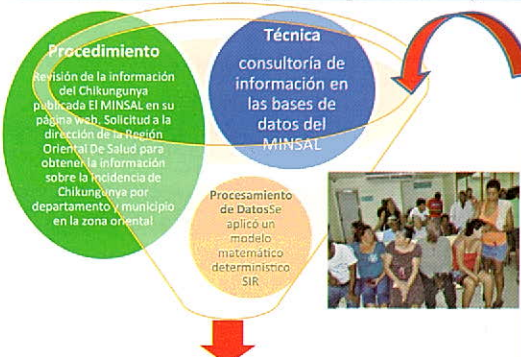 Procedimiento
Revisión de la información
del Chikungunya
publicada El MINSAL en su
página web. Solicitud a la
dirección de la Región
Oriental De Salud para
obtener la información
sobre la incidencia de
Chikungunya por
departamento y municipio
en la zona oriental
Técnica
consultoría de
información en
las bases de
datos del
MINSAL
Procesamiento
de DatosSe
aplicó un
modelo
matemático
determinístico
SIR